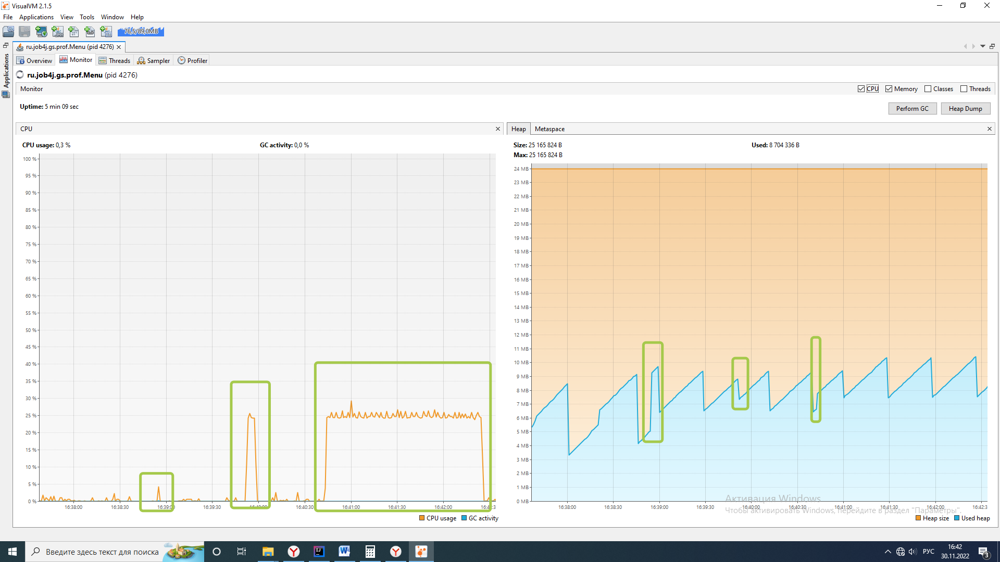 VisualVM 2.1.5
File Applications View Tools Window Help
76,5/89,0MB
ru.job4j.gs.prof.Menu (pid 4276)
Applications
Overview Monitor Threads Sampler Profiler
ru.job4j.gs.prof.Menu (pid 4276)
Monitor
CPU Memory Classes Threads
Uptime: 5 min 09 sec
Perform GC Heap Dump
CPU
CPU usage: 0,3 %
GC activity: 0,0 %
100 %
95 %
90 %
85 %
80 %
75 %
70 %
65 %
60 %
55 %
50 %
45 %
40 %
35 %
30 %
25 %
20 %
15 %
10 %
5 %
0 %
16:38:00 16:38:30 16:39:00 16:39:30 16:40:00 16:40:30 16:41:00 16:41:30 16:42:00
CPU usage GC activity
Heap Metaspace
Size: 25 165 824 B
Used: 8 704 336 B
Max: 25 165 824 B
24 MB
23 MB
22 MB
21 MB
20 MB
19 MB
18 MB
17 MB
16 MB
15 MB
14 MB
13 MB
12 MB
11 MB
10 MB
9 MB
8 MB
7 MB
6 MB
5 MB
4 MB
3 MB
2 MB
1 MB
0 MB
16:38:00 16:38:30 16:39:00 16:39:30 16:40:00 16:40:30 16:41:00 16:41:30 16:42:00 16:42:3
Активация Windows
Чтобы активировать Windows, перейдите в раздел "Параметры".
Heap size Used heap
Введите здесь текст для поиска
РУС
16:42
30.11.2022
3